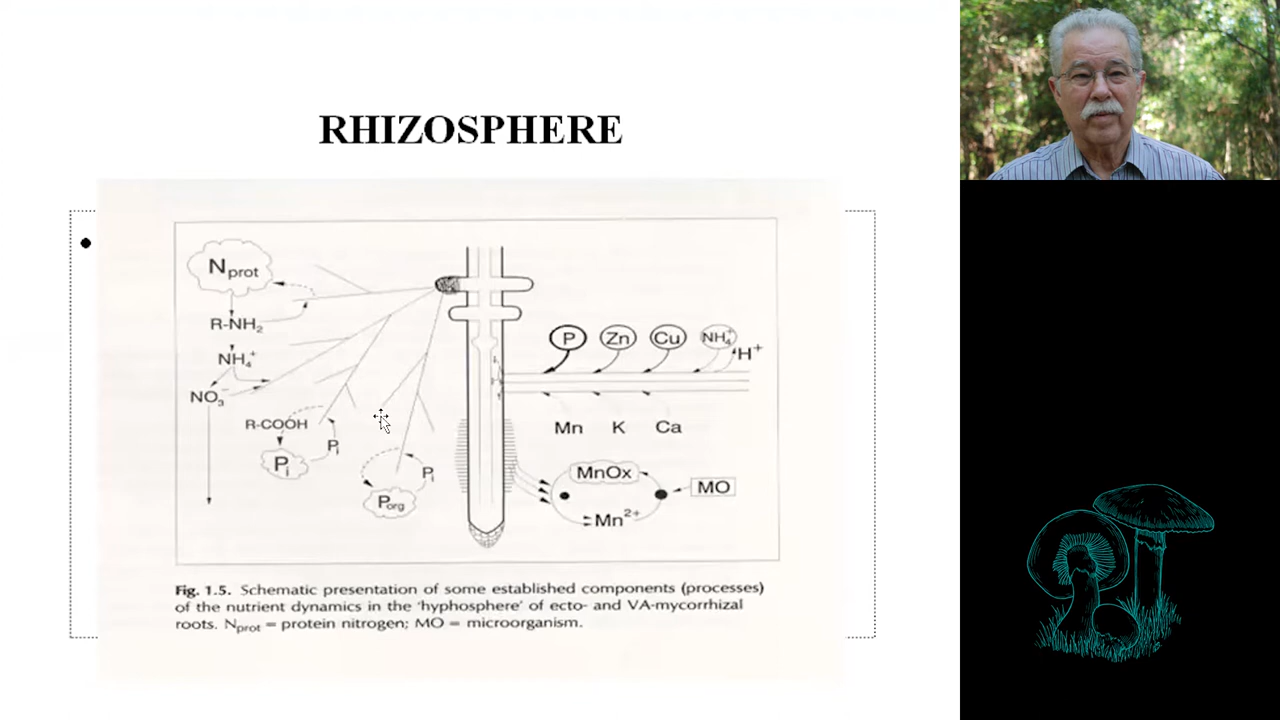 RHIZOSPHERE
Nprot
R-NH2
NH4+
NO3-
R-COOH
Pi
Pi
Pi
Porg
P Zn Cu NH4+
H+
Mn K Ca
MnOx
MO
Mn2+
Fig. 1.5. Schematic presentation of some established components (processes)
of the nutrient dynamics in the 'hyphosphere' of ecto- and VA-mycorrhizal
roots. Nprot = protein nitrogen; MO = microorganism.